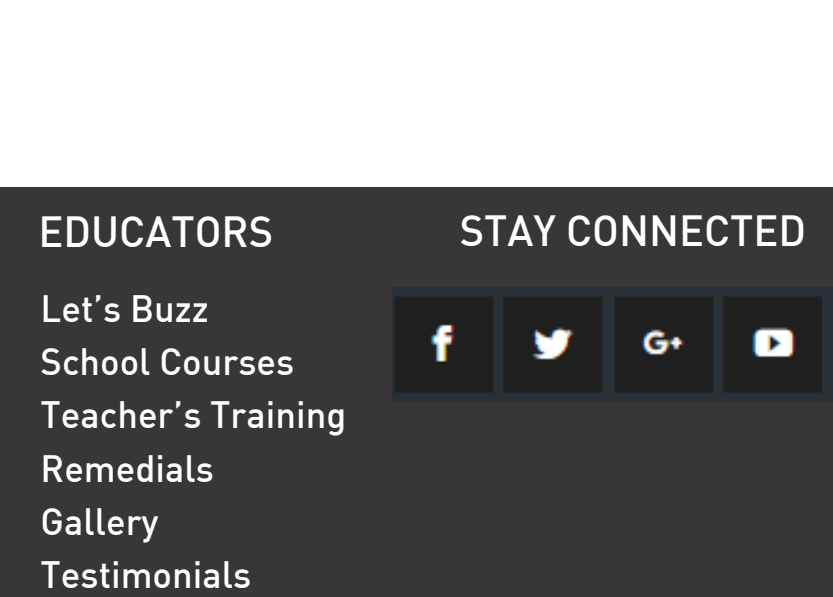 EDUCATORS
Let's Buzz
School Courses
Teacher's Training
Remedials
Gallery
Testimonials
STAY CONNECTED
f
G+